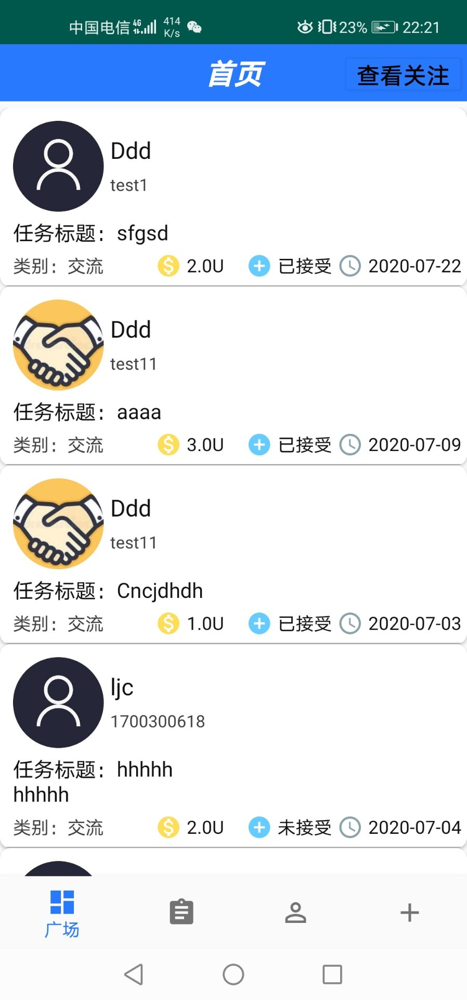 中国电信 4G 414 K/s 23% 22:21
首页 查看关注
Ddd
test1
任务标题：sfgsd
类别：交流 2.0U 已接受 2020-07-22
Ddd
test11
任务标题：aaaa
类别：交流 3.0U 已接受 2020-07-09
Ddd
test11
任务标题：Cncjdhdh
类别：交流 1.0U 已接受 2020-07-03
ljc
1700300618
任务标题：hhhhh
hhhhh
类别：交流 2.0U 未接受 2020-07-04
广场